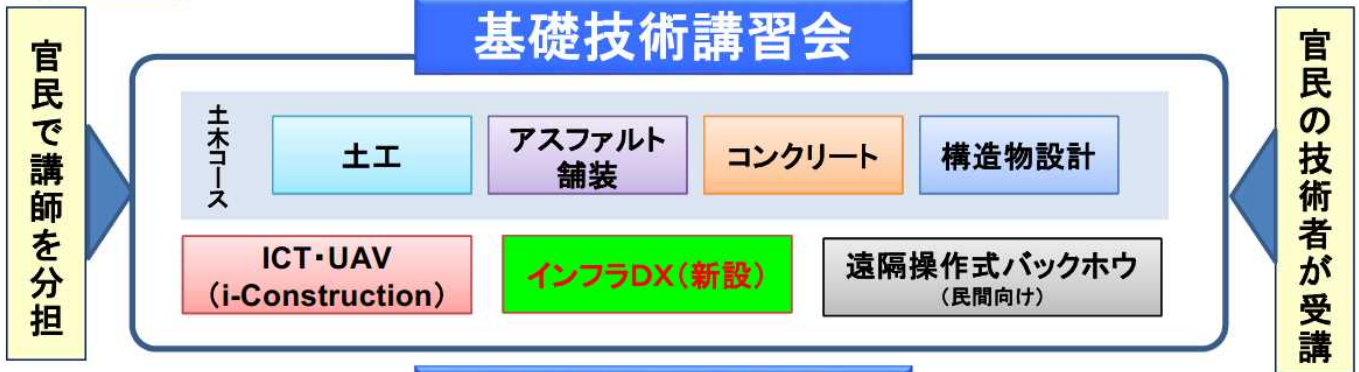 基礎技術講習会
官民で講師を分担
土木コース
土工
アスファルト
舗装
コンクリート
構造物設計
ICT・UAV
（i-Construction）
インフラDX（新設）
遠隔操作式バックホウ
（民間向け）
官民の技術者が受講